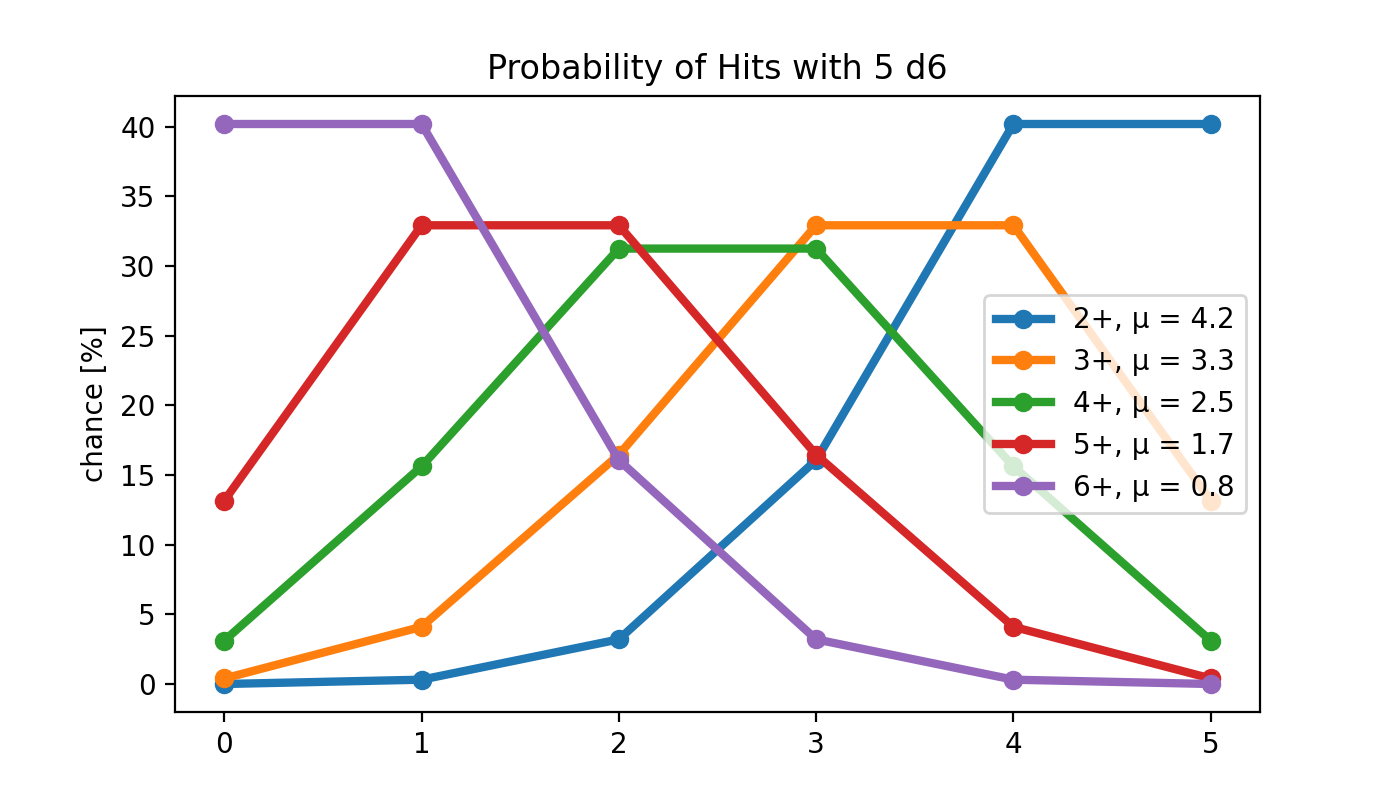 Probability of Hits with 5 d6
chance [%]
40
35
30
25
20
15
10
5
0
0 1 2 3 4 5
2+, μ = 4.2
3+, μ = 3.3
4+, μ = 2.5
5+, μ = 1.7
6+, μ = 0.8